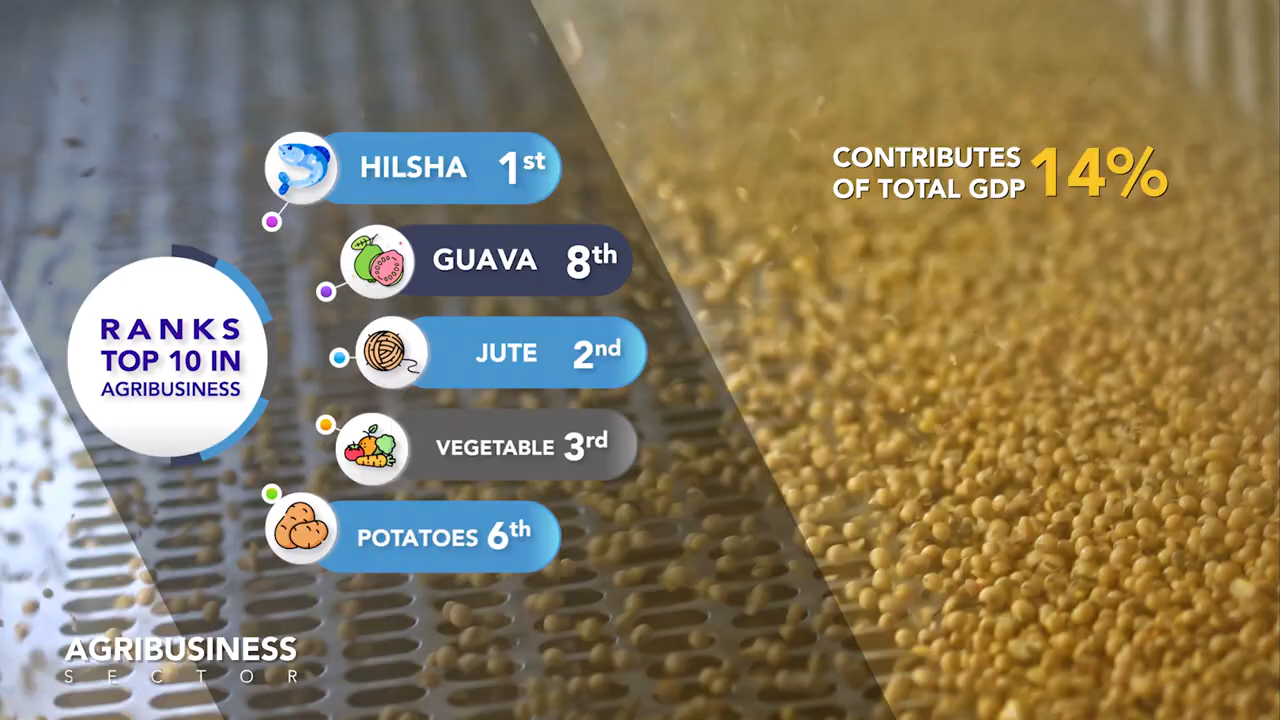 HILSHA 1st
GUAVA 8th
JUTE 2nd
VEGETABLE 3rd
POTATOES 6th
RANKS
TOP 10 IN
AGRIBUSINESS
CONTRIBUTES
OF TOTAL GDP 14%
AGRIBUSINESS
SECTOR